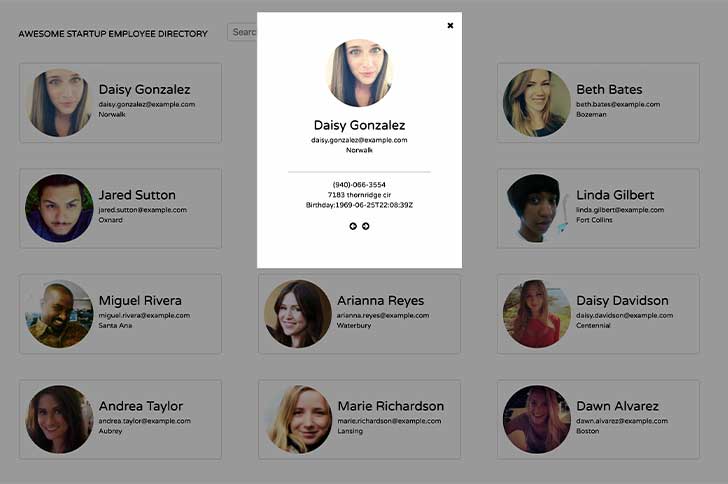 AWESOME STARTUP EMPLOYEE DIRECTORY
Searc
Daisy Gonzalez
daisy.gonzalez@example.com
Norwalk
Daisy Gonzalez
daisy.gonzalez@example.com
Norwalk
(940)-066-3554
7183 thornridge cir
Birthday:1969-06-25T22:08:39Z
Beth Bates
beth.bates@example.com
Bozeman
Jared Sutton
jared.sutton@example.com
Oxnard
Linda Gilbert
linda.gilbert@example.com
Fort Collins
Miguel Rivera
miguel.rivera@example.com
Santa Ana
Arianna Reyes
arianna.reyes@example.com
Waterbury
Daisy Davidson
daisy.davidson@example.com
Centennial
Andrea Taylor
andrea.taylor@example.com
Aubrey
Marie Richardson
marie.richardson@example.com
Lansing
Dawn Alvarez
dawn.alvarez@example.com
Boston